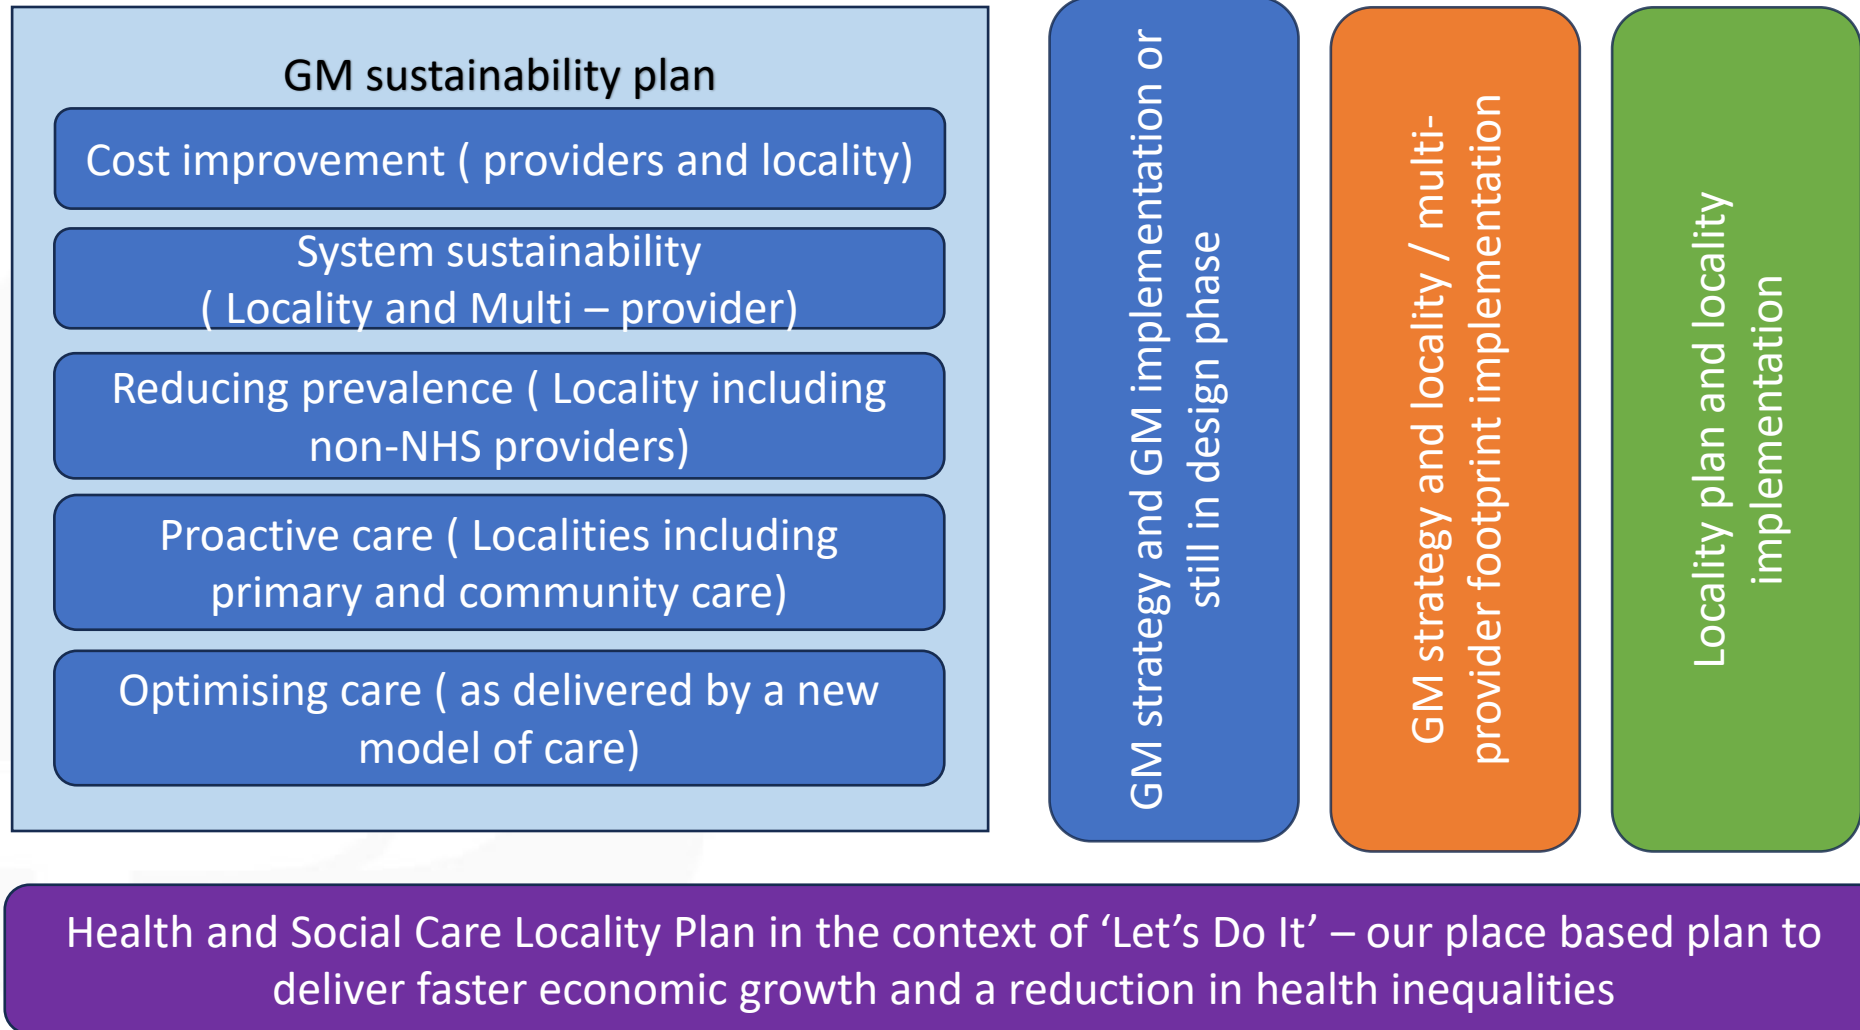 GM sustainability plan
Cost improvement ( providers and locality)
System sustainability
( Locality and Multi – provider)
Reducing prevalence ( Locality including
non-NHS providers)
Proactive care ( Localities including
primary and community care)
Optimising care ( as delivered by a new
model of care)
GM strategy and GM implementation or
still in design phase
GM strategy and locality / multi-
provider footprint implementation
Locality plan and locality
implementation
Health and Social Care Locality Plan in the context of ‘Let’s Do It’ – our place based plan to
deliver faster economic growth and a reduction in health inequalities